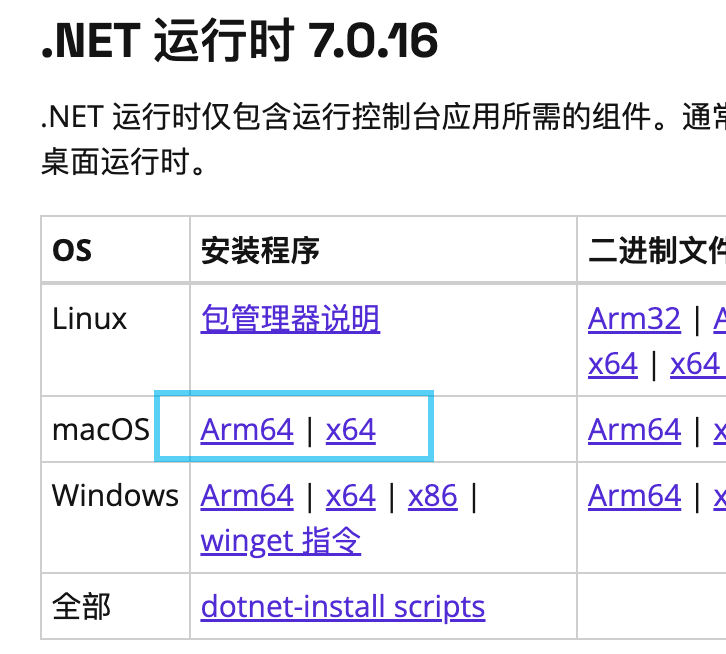 .NET 运行时 7.0.16
.NET 运行时仅包含运行控制台应用所需的组件。通常
桌面运行时。
OS 安装程序 二进制文件
Linux 包管理器说明 Arm32 |
x64 | x64
macOS Arm64 | x64 Arm64 |
Windows Arm64 | x64 | x86 | Arm64 |
winget 指令
全部 dotnet-install scripts